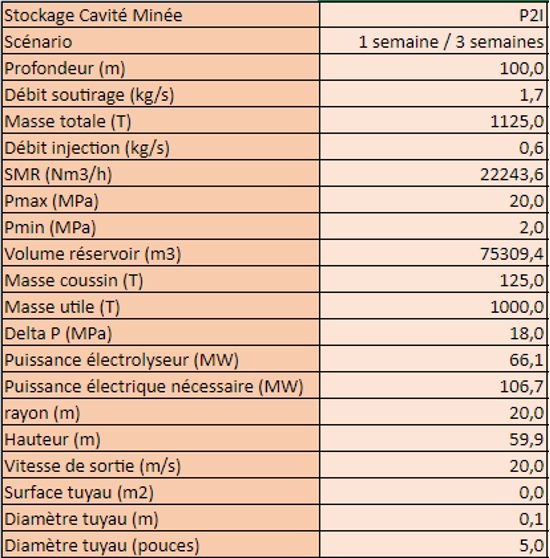 Stockage Cavité Minée P2I
Scénario 1 semaine / 3 semaines
Profondeur (m) 100,0
Débit soutirage (kg/s) 1,7
Masse totale (T) 1125,0
Débit injection (kg/s) 0,6
SMR (Nm3/h) 22243,6
Pmax (MPa) 20,0
Pmin (MPa) 2,0
Volume réservoir (m3) 75309,4
Masse coussin (T) 125,0
Masse utile (T) 1000,0
Delta P (MPa) 18,0
Puissance électrolyseur (MW) 66,1
Puissance électrique nécessaire (MW) 106,7
rayon (m) 20,0
Hauteur (m) 59,9
Vitesse de sortie (m/s) 20,0
Surface tuyau (m2) 0,0
Diamètre tuyau (m) 0,1
Diamètre tuyau (pouces) 5,0